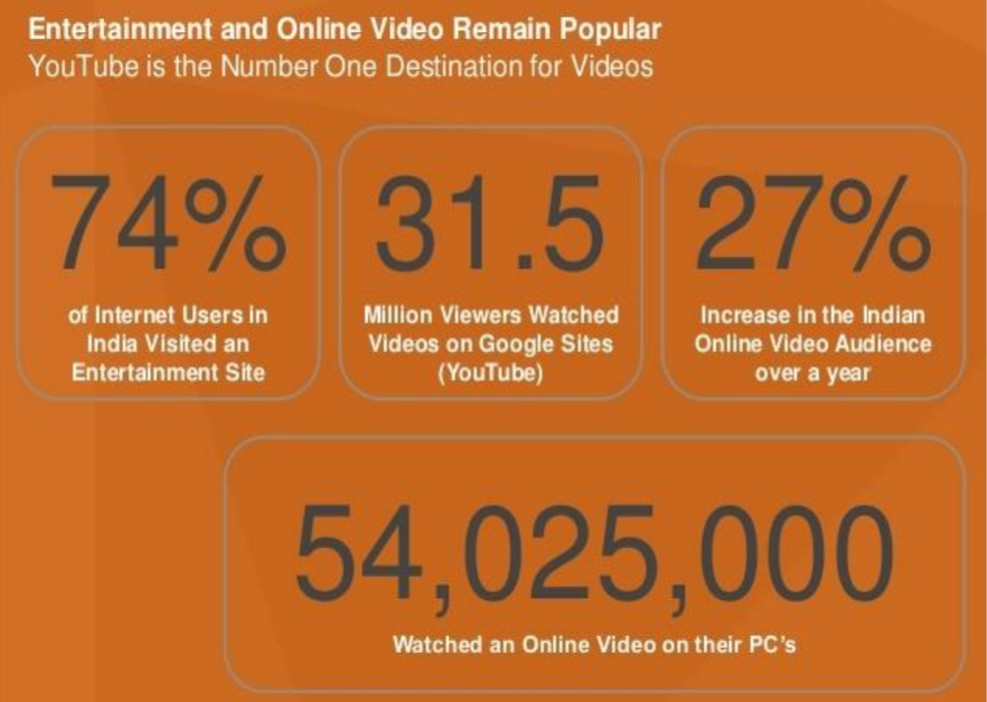 Entertainment and Online Video Remain Popular
YouTube is the Number One Destination for Videos
74%
of Internet Users in
India Visited an
Entertainment Site
31.5
Million Viewers Watched
Videos on Google Sites
(YouTube)
27%
Increase in the Indian
Online Video Audience
over a year
54,025,000
Watched an Online Video on their PC's